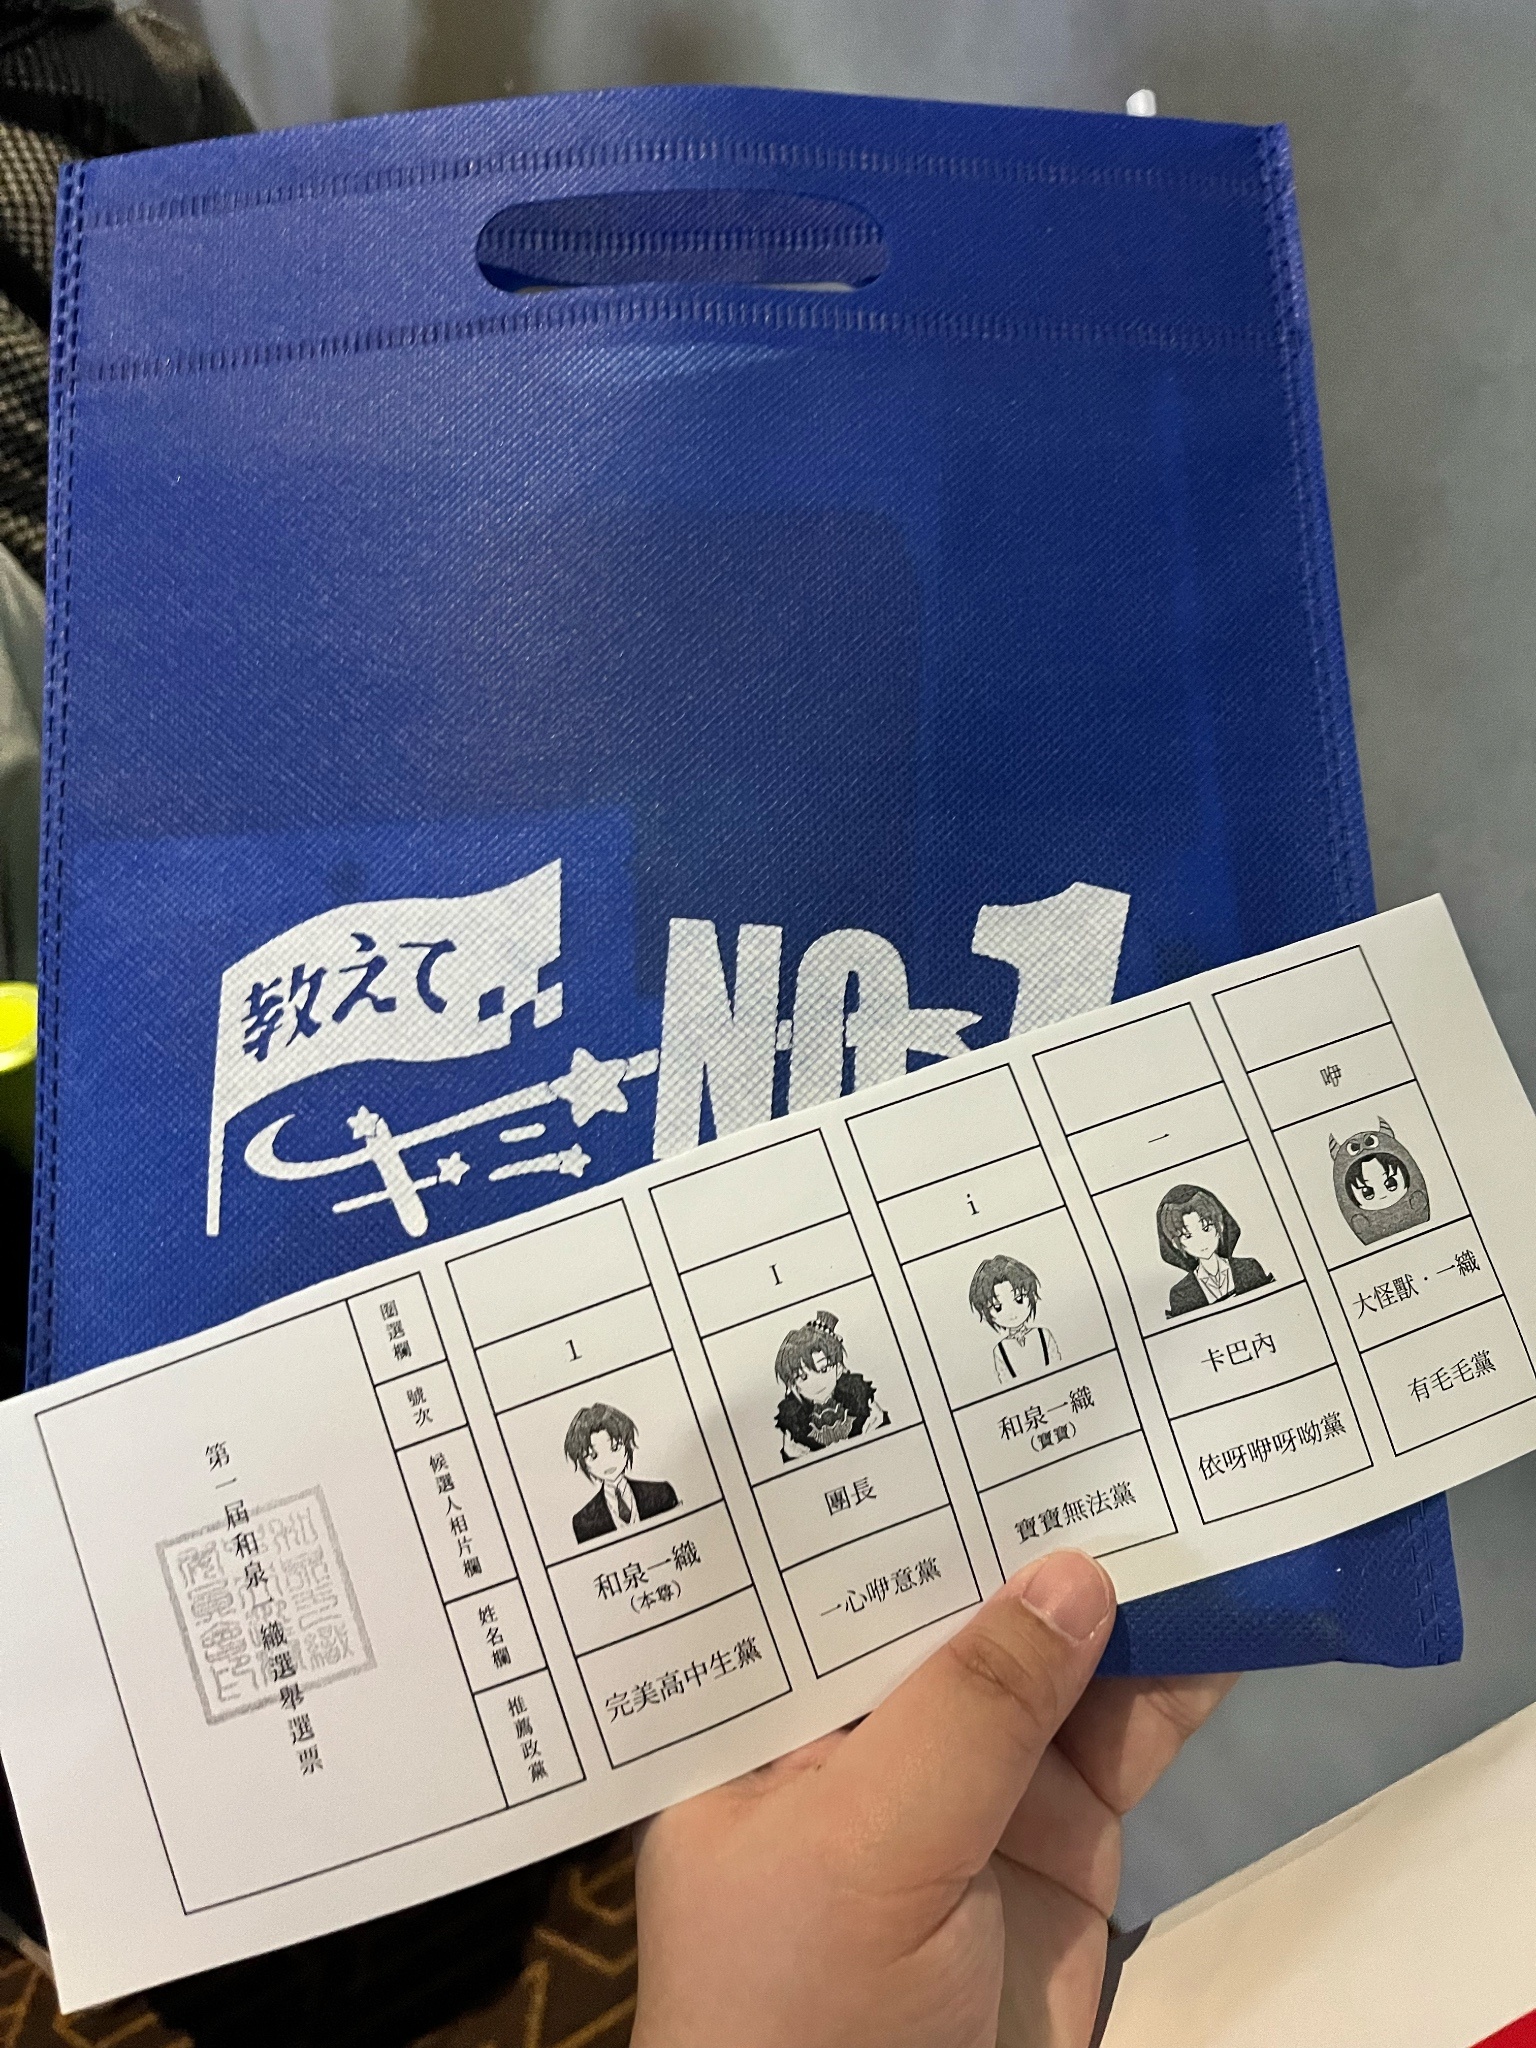 教えて
NO.1
第一屆和泉一織選舉選票
圈選欄
號次
候選人相片欄
姓名欄
推薦政黨
1
和泉一織
(本尊)
完美高中生黨
I
團長
一心咿意黨
i
和泉一織
(寶寶)
寶寶無法黨
一
卡巴內
依呀咿呀呦黨
咿
大怪獸・一織
有毛毛黨